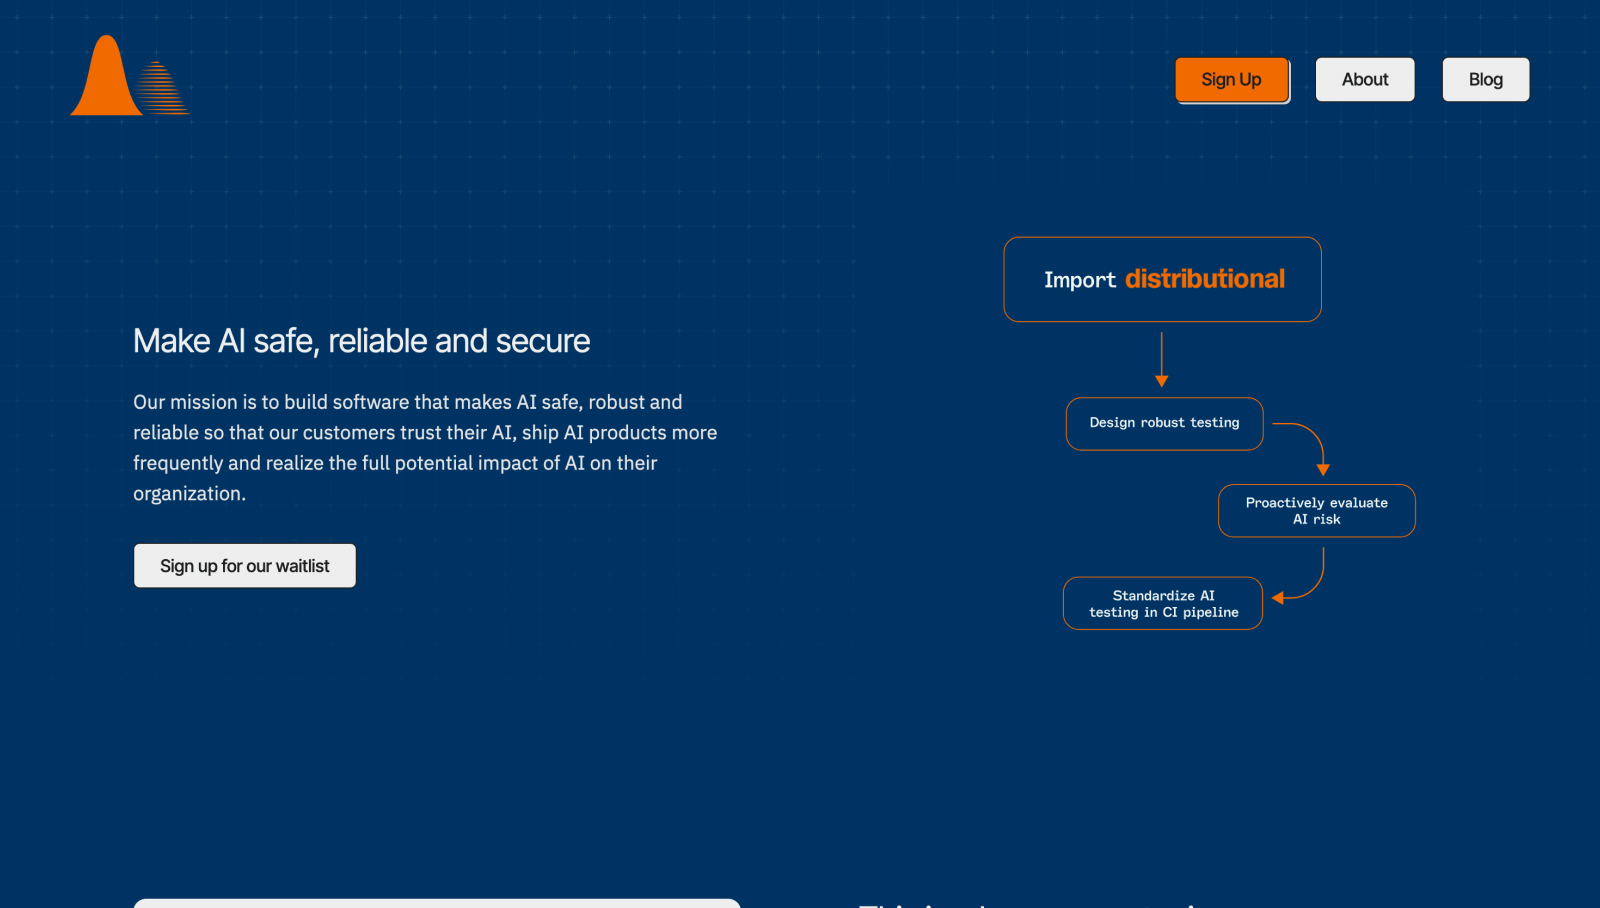 Sign Up
About
Blog
Make AI safe, reliable and secure
Our mission is to build software that makes AI safe, robust and
reliable so that our customers trust their AI, ship AI products more
frequently and realize the full potential impact of AI on their
organization.
Sign up for our waitlist
Import distributional
Design robust testing
Proactively evaluate
AI risk
Standardize AI
testing in CI pipeline